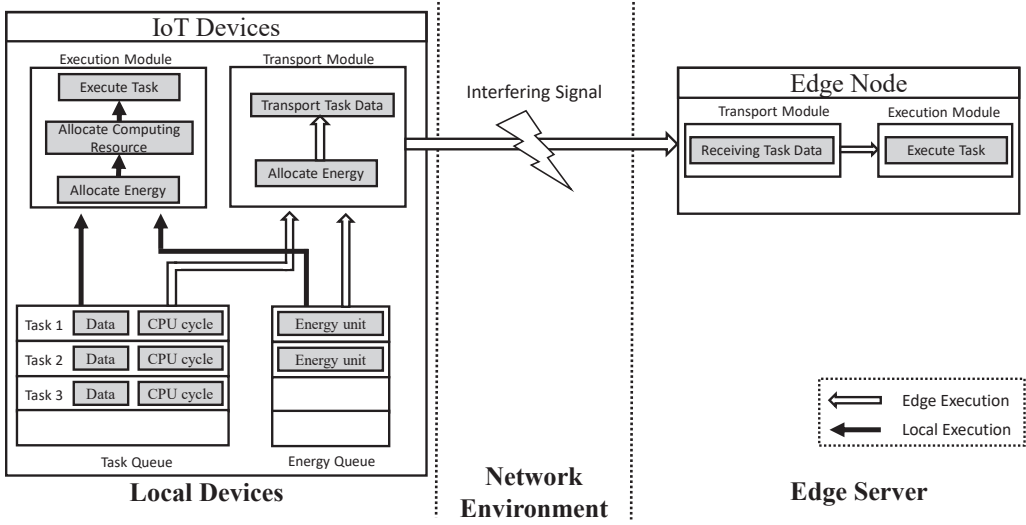 IoT Devices
Execution Module
Execute Task
Allocate Computing
Resource
Allocate Energy
Transport Module
Transport Task Data
Allocate Energy
Task 1 Data CPU cycle
Task 2 Data CPU cycle
Task 3 Data CPU cycle
Task Queue
Energy unit
Energy unit
Energy Queue
Local Devices
Interfering Signal
Network
Environment
Edge Node
Transport Module
Receiving Task Data
Execution Module
Execute Task
Edge Execution
Local Execution
Edge Server